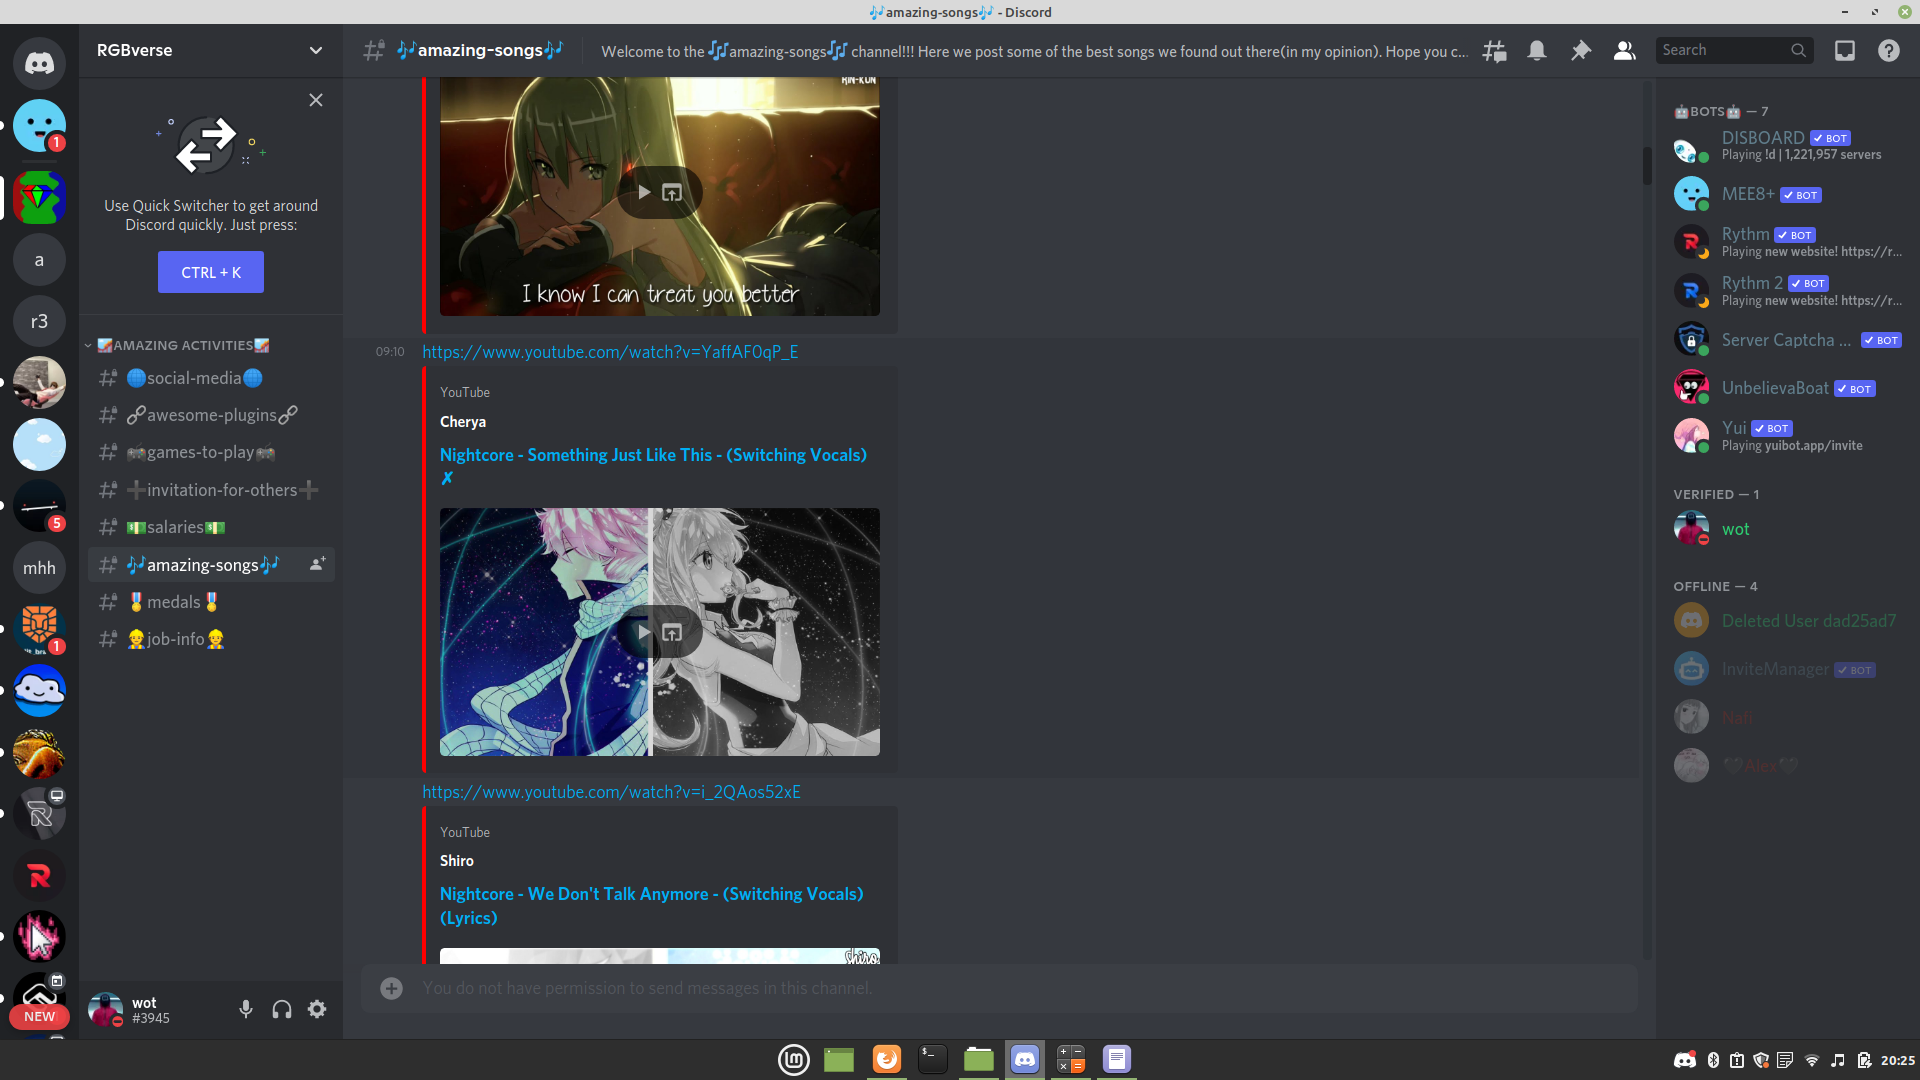 🎶amazing-songs🎶 - Discord
RGBverse
🎶amazing-songs🎶
Welcome to the 🎶amazing-songs🎶 channel!!! Here we post some of the best songs we found out there(in my opinion). Hope you c...
Search
1
Use Quick Switcher to get around
Discord quickly. Just press:
CTRL + K
a
r3
5
mhh
1
NEW
AMAZING ACTIVITIES
🌐social-media🌐
🔗awesome-plugins🔗
🎮games-to-play🎮
➕invitation-for-others➕
💵salaries💵
🎶amazing-songs🎶
🏅medals🏅
👷job-info👷
wot
#3945
RIN-KUN
I know I can treat you better
09:10
https://www.youtube.com/watch?v=YaffAF0qP_E
YouTube
Cherya
Nightcore - Something Just Like This - (Switching Vocals)
✗
https://www.youtube.com/watch?v=i_2QAos52xE
YouTube
Shiro
Nightcore - We Don't Talk Anymore - (Switching Vocals)
(Lyrics)
Shiro
You do not have permission to send messages in this channel.
🤖BOTS🤖 — 7
DISBOARD ✓ BOT
Playing !d | 1,221,957 servers
MEE8+ ✓ BOT
Rythm ✓ BOT
Playing new website! https://r...
Rythm 2 ✓ BOT
Playing new website! https://r...
Server Captcha ... ✓ BOT
UnbelievaBoat ✓ BOT
Yui ✓ BOT
Playing yuibot.app/invite
VERIFIED — 1
wot
OFFLINE — 4
Deleted User dad25ad7
InviteManager ✓ BOT
Nafi
🖤Alex🖤
20:25